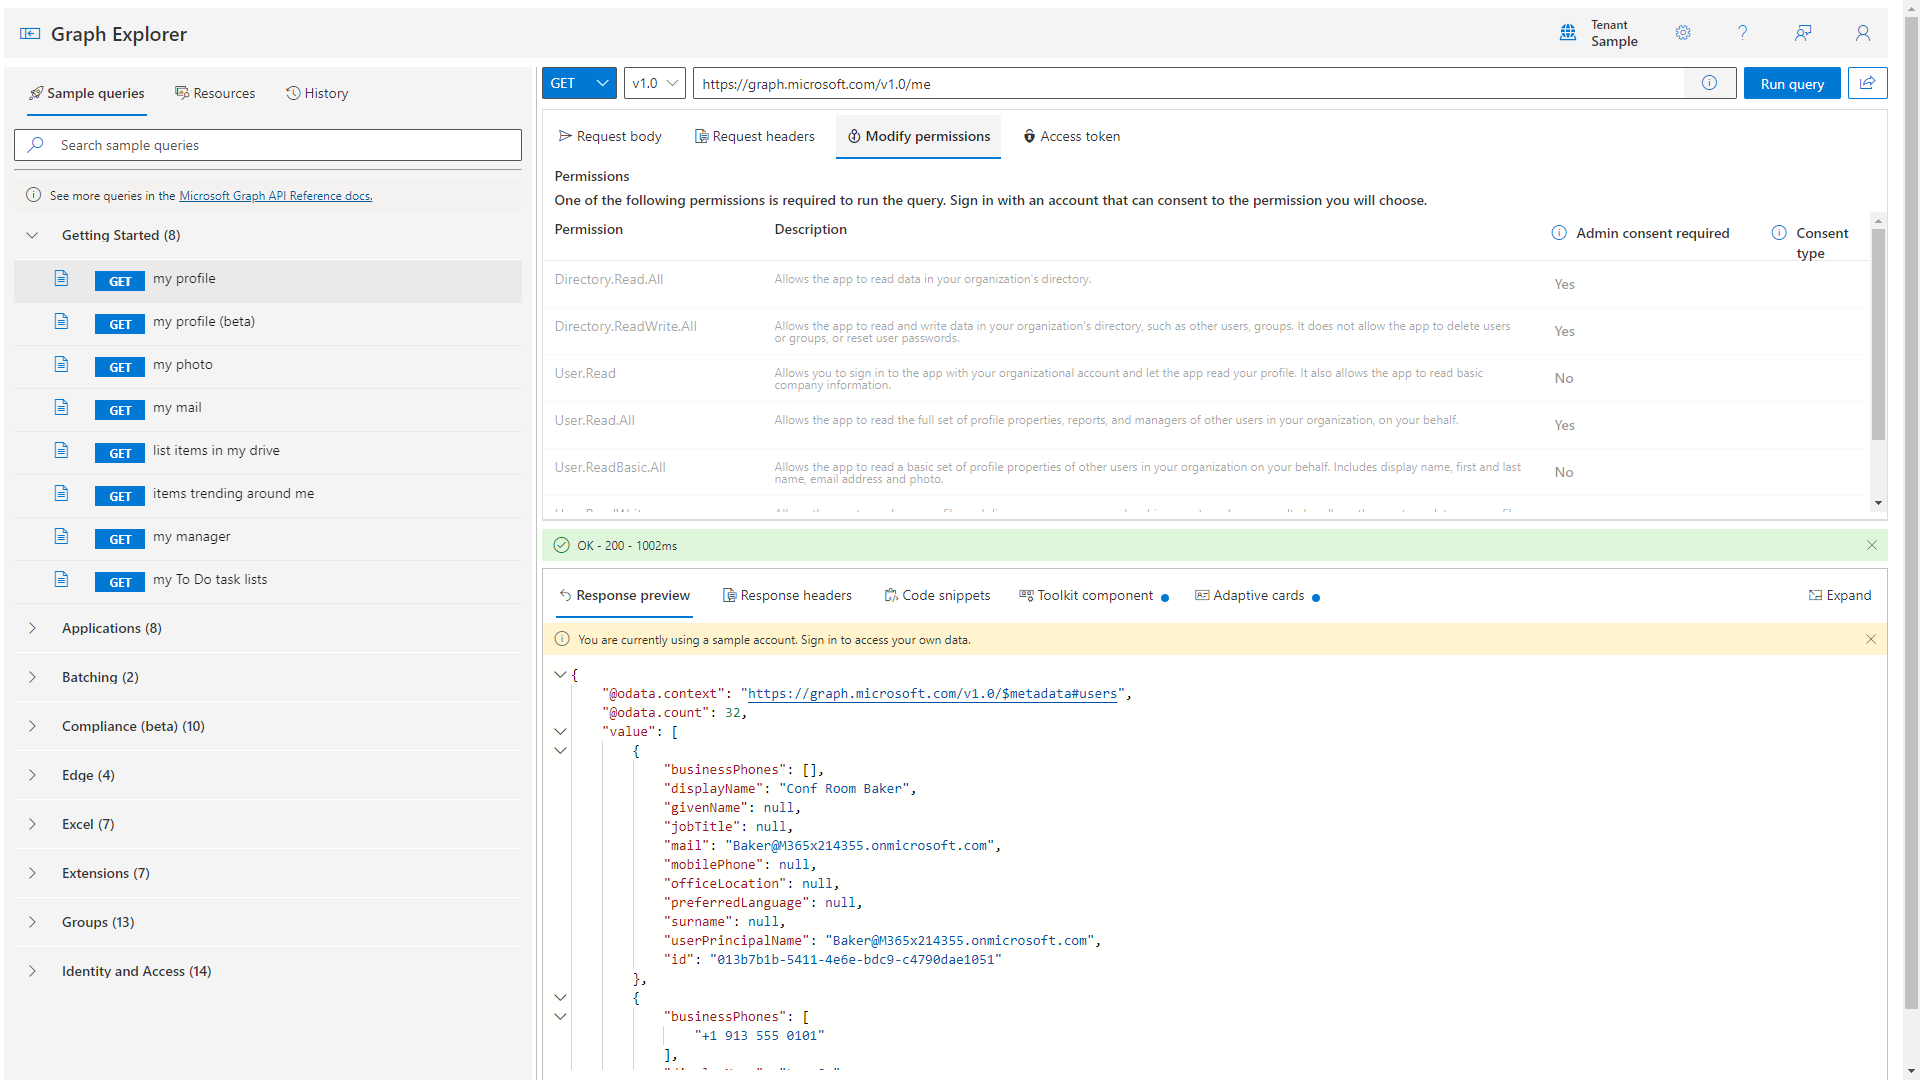 Graph Explorer
Tenant
Sample
Sample queries
Resources
History
Search sample queries
See more queries in the Microsoft Graph API Reference docs.
Getting Started (8)
GET my profile
GET my profile (beta)
GET my photo
GET my mail
GET list items in my drive
GET items trending around me
GET my manager
GET my To Do task lists
Applications (8)
Batching (2)
Compliance (beta) (10)
Edge (4)
Excel (7)
Extensions (7)
Groups (13)
Identity and Access (14)
GET v1.0 https://graph.microsoft.com/v1.0/me Run query
Request body Request headers Modify permissions Access token
Permissions
One of the following permissions is required to run the query. Sign in with an account that can consent to the permission you will choose.
Permission Description Admin consent required Consent
type
Directory.Read.All Allows the app to read data in your organization's directory. Yes
Directory.ReadWrite.All Allows the app to read and write data in your organization's directory, such as other users, groups. It does not allow the app to delete users Yes
or groups, or reset user passwords.
User.Read Allows you to sign in to the app with your organizational account and let the app read your profile. It also allows the app to read basic No
company information.
User.Read.All Allows the app to read the full set of profile properties, reports, and managers of other users in your organization, on your behalf. Yes
User.ReadBasic.All Allows the app to read a basic set of profile properties of other users in your organization on your behalf. Includes display name, first and last No
name, email address and photo.
OK - 200 - 1002ms
Response preview Response headers Code snippets Toolkit component Adaptive cards Expand
You are currently using a sample account. Sign in to access your own data.
{
"@odata.context": "https://graph.microsoft.com/v1.0/$metadata#users",
"@odata.count": 32,
"value": [
{
"businessPhones": [],
"displayName": "Conf Room Baker",
"givenName": null,
"jobTitle": null,
"mail": "Baker@M365x214355.onmicrosoft.com",
"mobilePhone": null,
"officeLocation": null,
"preferredLanguage": null,
"surname": null,
"userPrincipalName": "Baker@M365x214355.onmicrosoft.com",
"id": "013b7b1b-5411-4e6e-bdc9-c4790dae1051"
},
{
"businessPhones": [
"+1 913 555 0101"
],